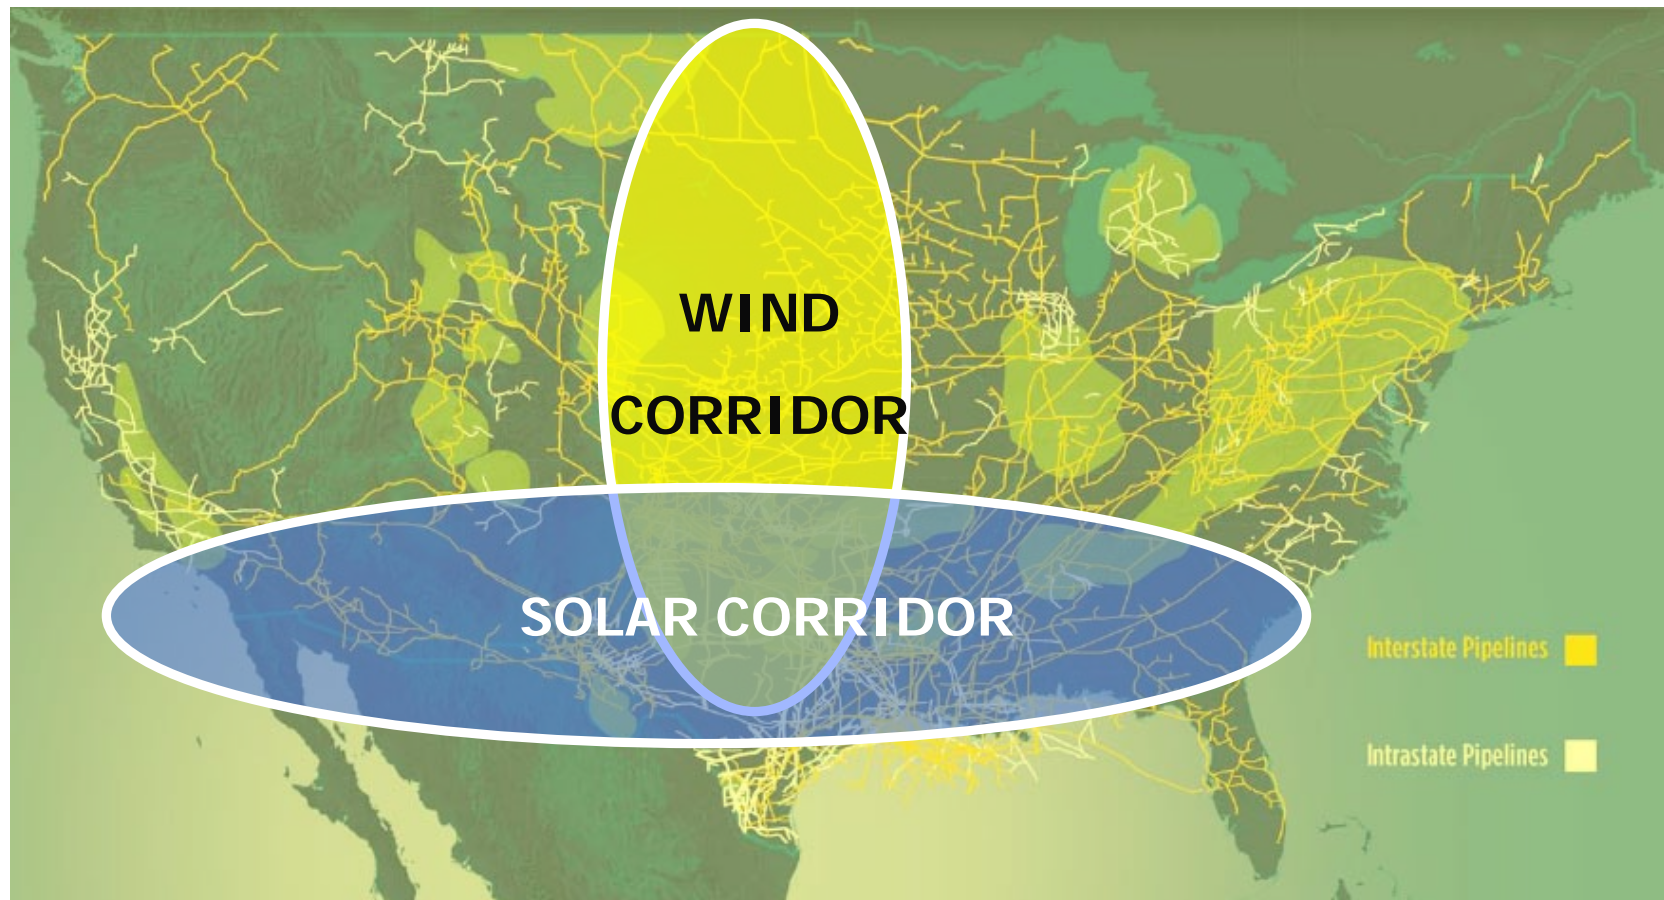 WIND
CORRIDOR
SOLAR CORRIDOR
Interstate Pipelines
Intrastate Pipelines